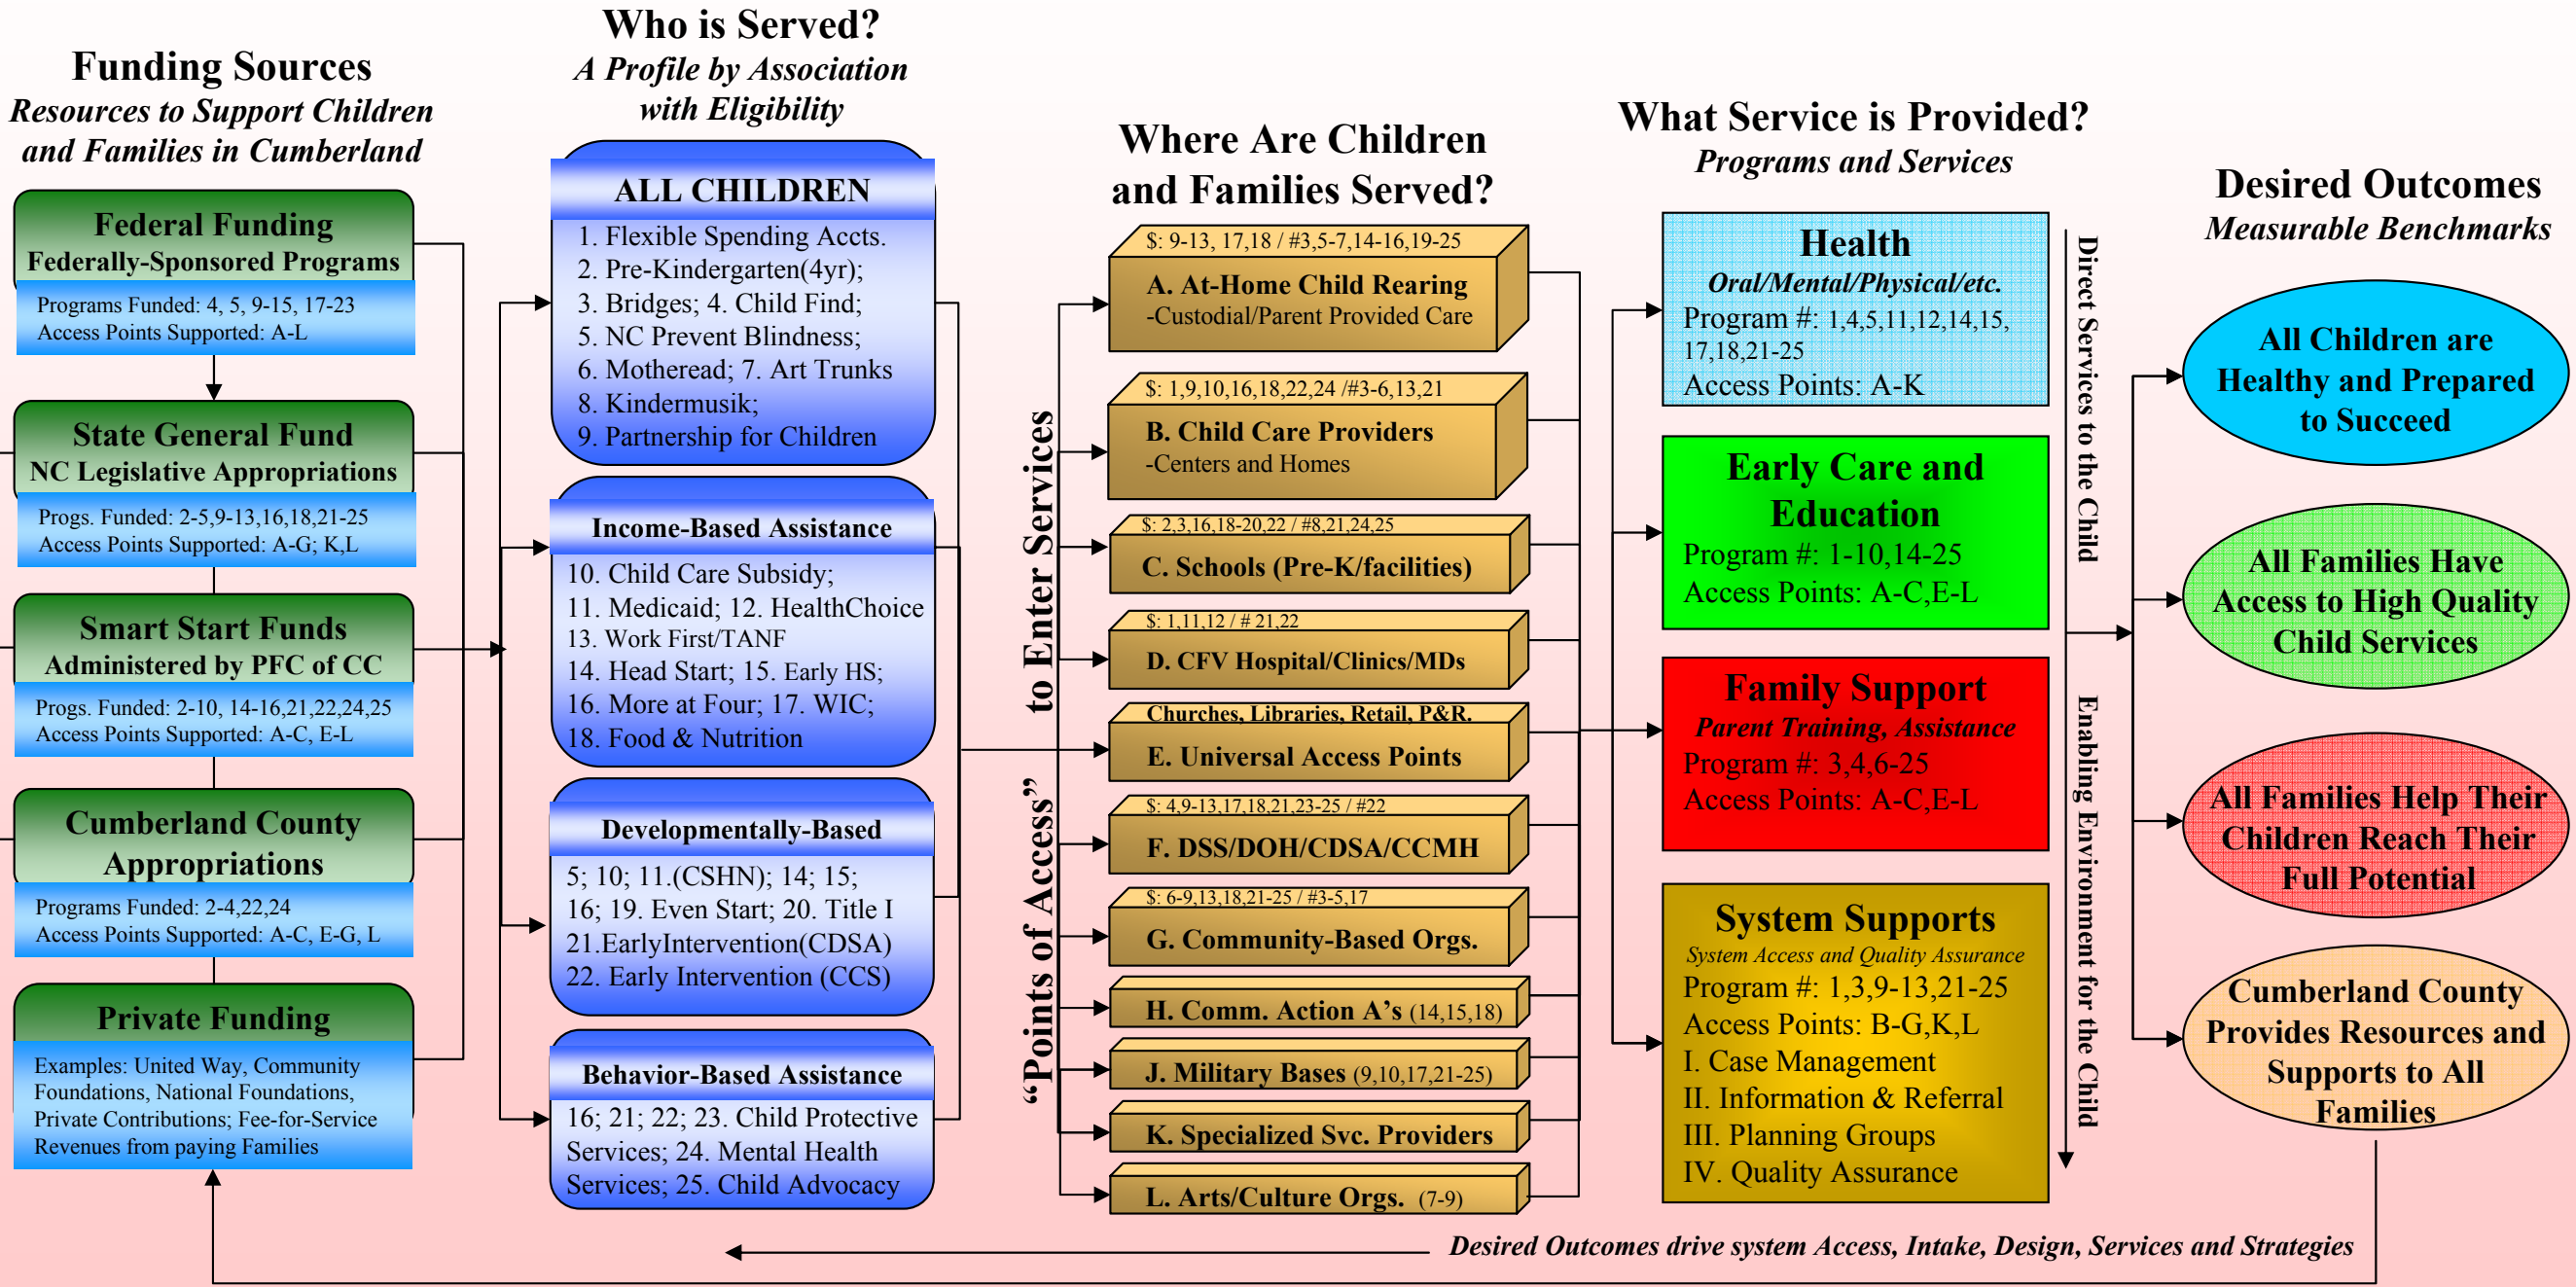 Funding Sources
Resources to Support Children
and Families in Cumberland
Federal Funding
Federally-Sponsored Programs
Programs Funded: 4, 5, 9-15, 17-23
Access Points Supported: A-L
State General Fund
NC Legislative Appropriations
Progs. Funded: 2-5,9-13,16,18,21-25
Access Points Supported: A-G; K,L
Smart Start Funds
Administered by PFC of CC
Progs. Funded: 2-10, 14-16,21,22,24,25
Access Points Supported: A-C, E-L
Cumberland County
Appropriations
Programs Funded: 2-4,22,24
Access Points Supported: A-C, E-G, L
Private Funding
Examples: United Way, Community
Foundations, National Foundations,
Private Contributions; Fee-for-Service
Revenues from paying Families
Who is Served?
A Profile by Association
with Eligibility
ALL CHILDREN
1. Flexible Spending Accts.
2. Pre-Kindergarten(4yr);
3. Bridges; 4. Child Find;
5. NC Prevent Blindness;
6. Motheread; 7. Art Trunks
8. Kindermusik;
9. Partnership for Children
Income-Based Assistance
10. Child Care Subsidy;
11. Medicaid; 12. HealthChoice
13. Work First/TANF
14. Head Start; 15. Early HS;
16. More at Four; 17. WIC;
18. Food & Nutrition
Developmentally-Based
5; 10; 11.(CSHN); 14; 15;
16; 19. Even Start; 20. Title I
21.EarlyIntervention(CDSA)
22. Early Intervention (CCS)
Behavior-Based Assistance
16; 21; 22; 23. Child Protective
Services; 24. Mental Health
Services; 25. Child Advocacy
“Points of Access” to Enter Services
Where Are Children
and Families Served?
$: 9-13, 17,18 / #3,5-7,14-16,19-25
A. At-Home Child Rearing
-Custodial/Parent Provided Care
$: 1,9,10,16,18,22,24 /#3-6,13,21
B. Child Care Providers
-Centers and Homes
$: 2,3,16,18-20,22 / #8,21,24,25
C. Schools (Pre-K/facilities)
$: 1,11,12 / # 21,22
D. CFV Hospital/Clinics/MDs
Churches, Libraries, Retail, P&R.
E. Universal Access Points
$: 4,9-13,17,18,21,23-25 / #22
F. DSS/DOH/CDSA/CCMH
$: 6-9,13,18,21-25 / #3-5,17
G. Community-Based Orgs.
H. Comm. Action A’s (14,15,18)
J. Military Bases (9,10,17,21-25)
K. Specialized Svc. Providers
L. Arts/Culture Orgs. (7-9)
What Service is Provided?
Programs and Services
Health
Oral/Mental/Physical/etc.
Program #: 1,4,5,11,12,14,15,
17,18,21-25
Access Points: A-K
Early Care and
Education
Program #: 1-10,14-25
Access Points: A-C,E-L
Family Support
Parent Training, Assistance
Program #: 3,4,6-25
Access Points: A-C,E-L
System Supports
System Access and Quality Assurance
Program #: 1,3,9-13,21-25
Access Points: B-G,K,L
I. Case Management
II. Information & Referral
III. Planning Groups
IV. Quality Assurance
Direct Services to the Child
Enabling Environment for the Child
Desired Outcomes
Measurable Benchmarks
All Children are
Healthy and Prepared
to Succeed
All Families Have
Access to High Quality
Child Services
All Families Help Their
Children Reach Their
Full Potential
Cumberland County
Provides Resources and
Supports to All
Families
Desired Outcomes drive system Access, Intake, Design, Services and Strategies